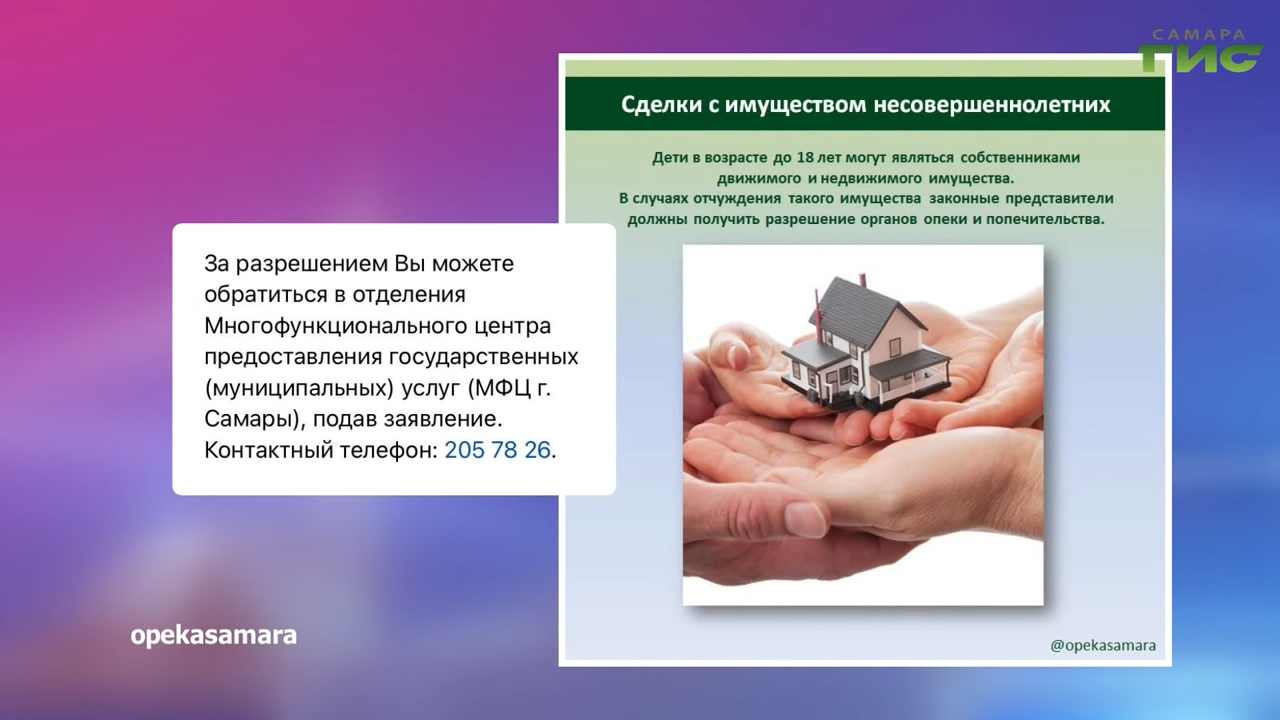 САМАРА
ГИС
Сделки с имуществом несовершеннолетних
Дети в возрасте до 18 лет могут являться собственниками
движимого и недвижимого имущества.
В случаях отчуждения такого имущества законные представители
должны получить разрешение органов опеки и попечительства.
За разрешением Вы можете
обратиться в отделения
Многофункционального центра
предоставления государственных
(муниципальных) услуг (МФЦ г.
Самары), подав заявление.
Контактный телефон: 205 78 26.
opekasamara
@opekasamara